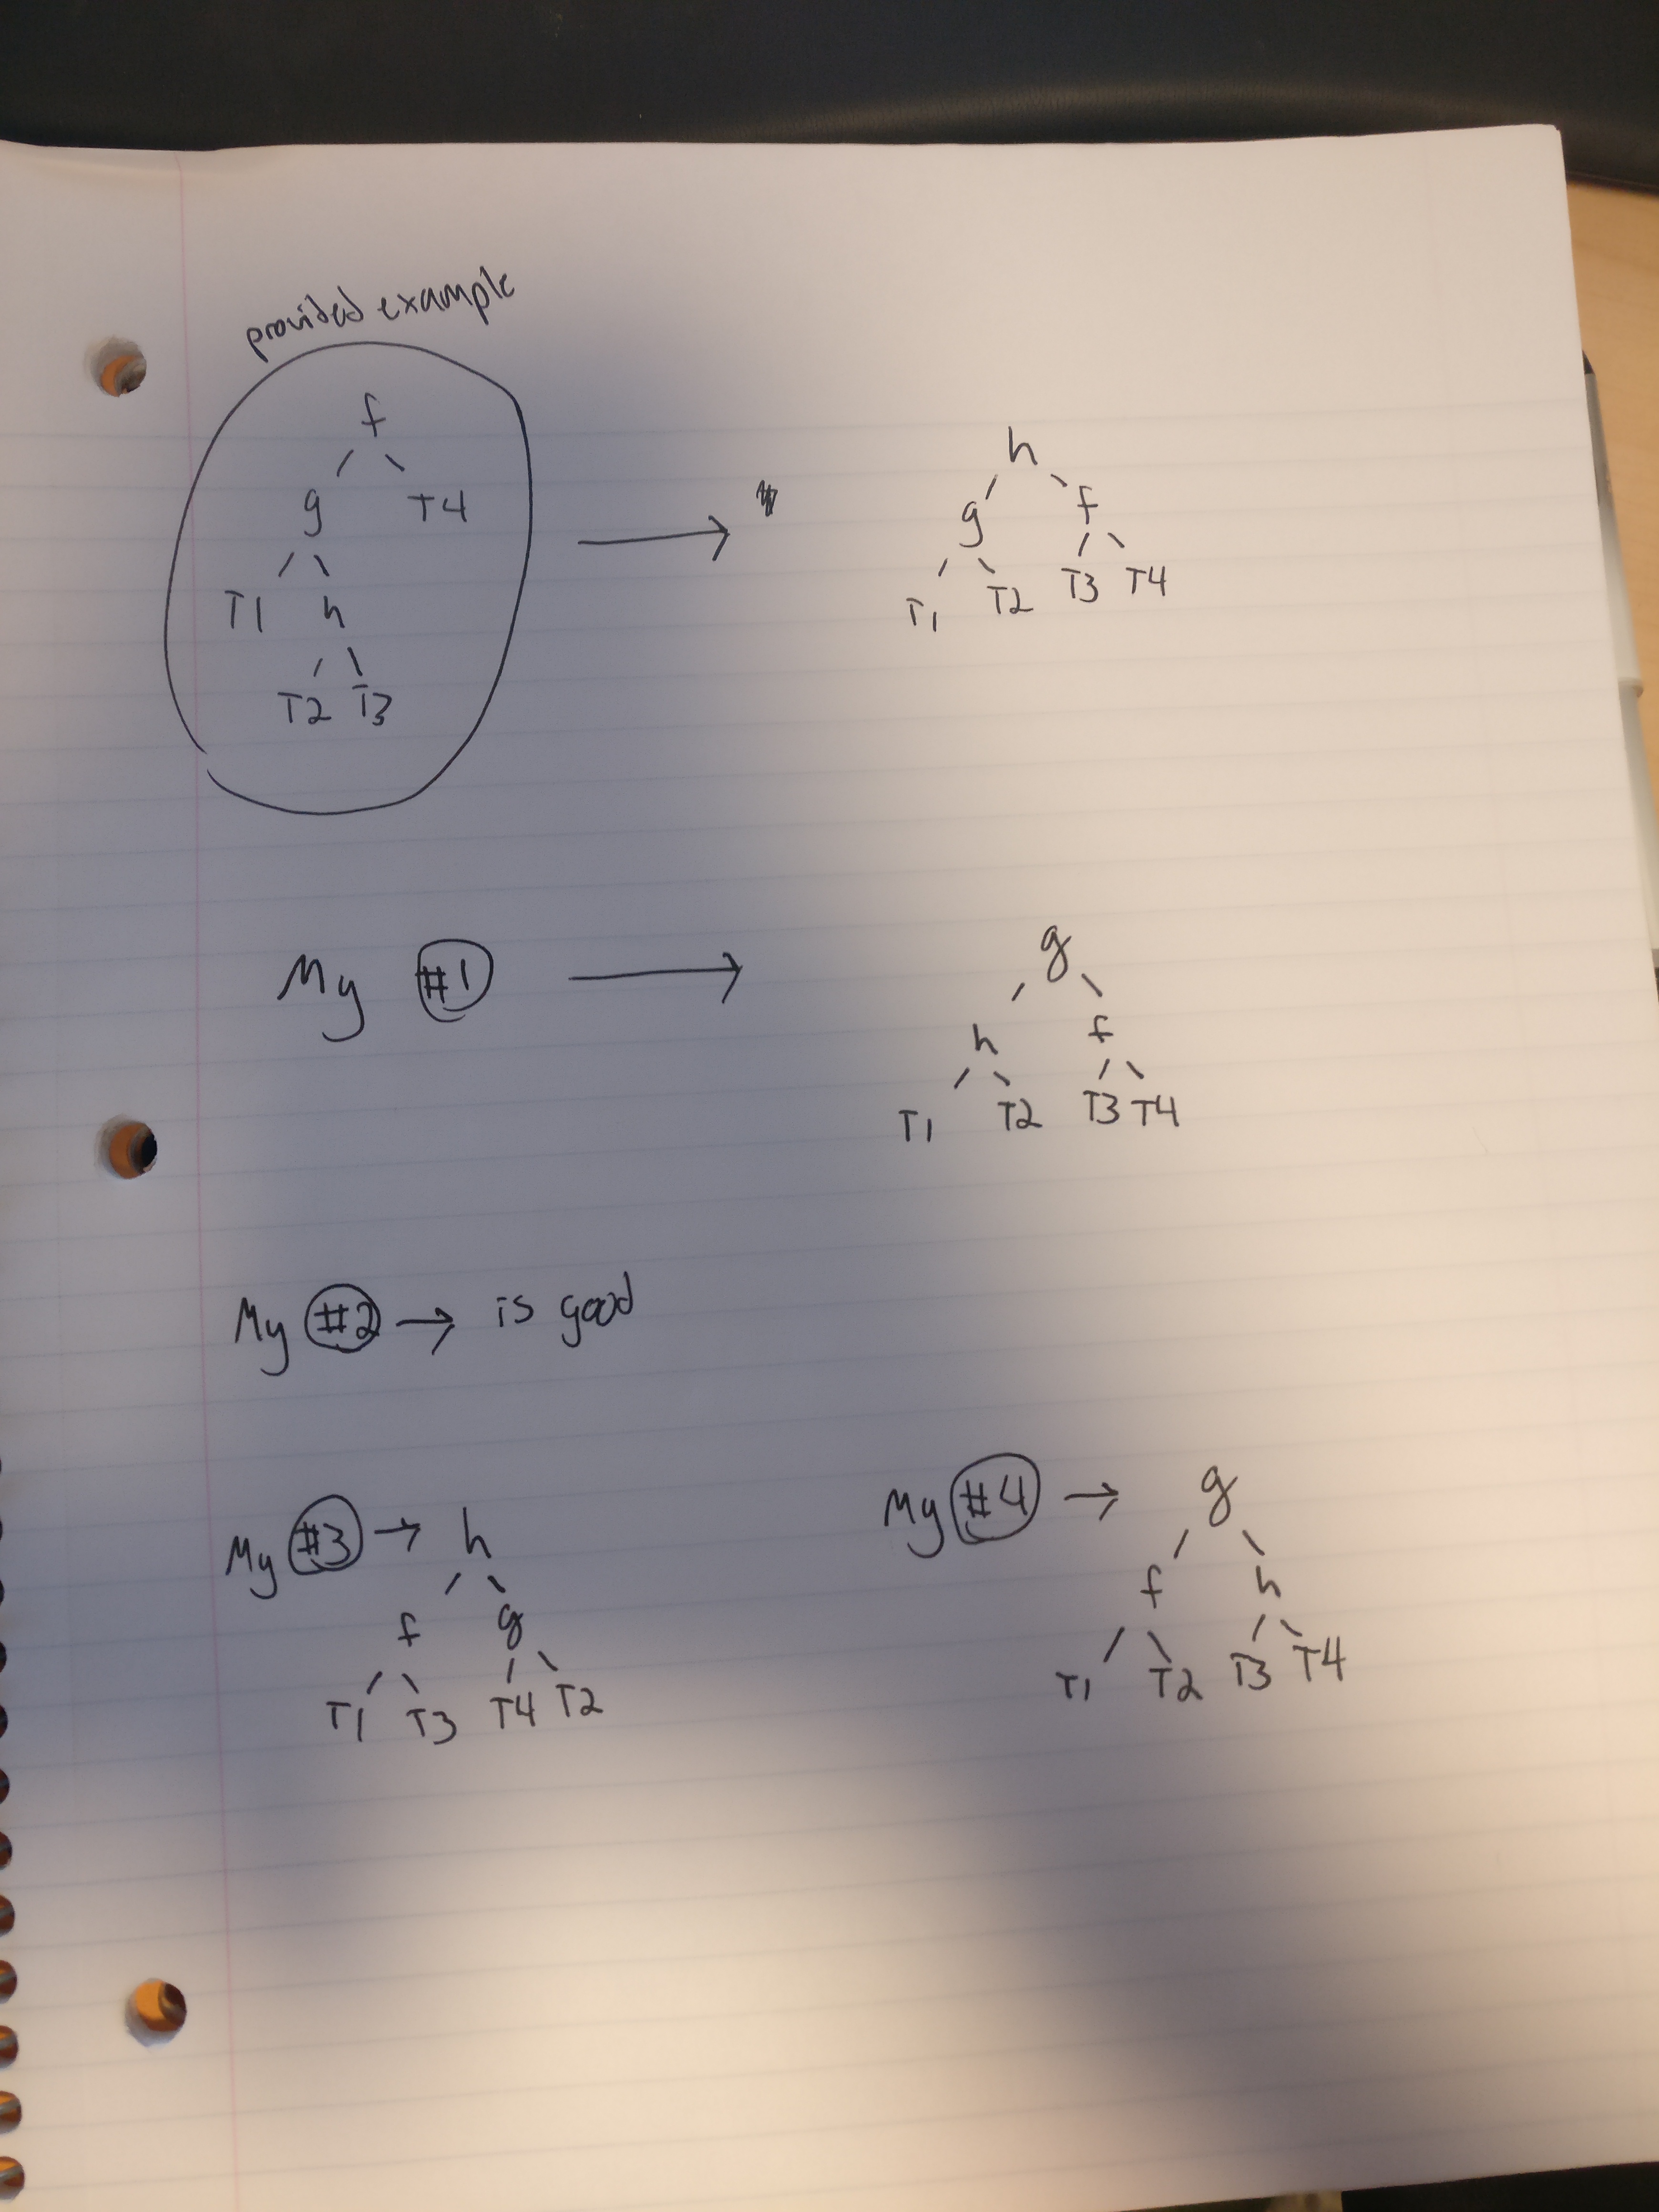 provided example
f
g T4
T1 h
T2 T3
h
g f
T1 T2 T3 T4
My #1
g
h f
T1 T2 T3 T4
My #2 → is good
My #3 → h
f g
T1 T3 T4 T2
My #4 → g
f h
T1 T2 T3 T4